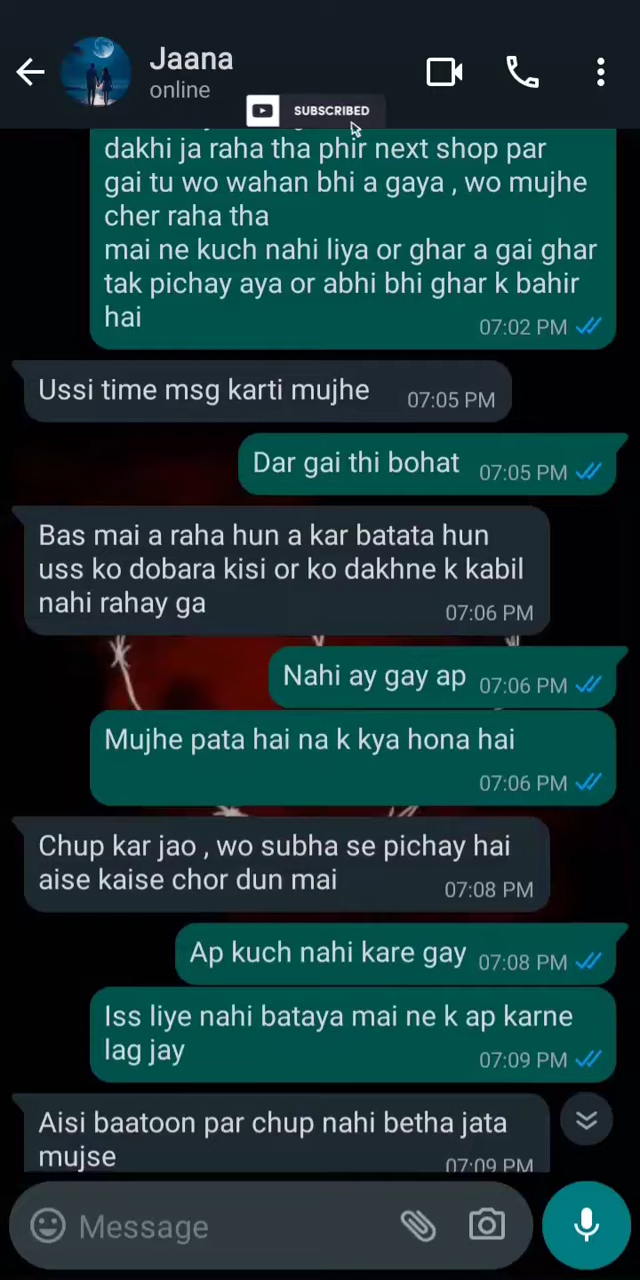 Jaana
online
SUBSCRIBED
dakhi ja raha tha phir next shop par
gai tu wo wahan bhi a gaya , wo mujhe
cher raha tha
mai ne kuch nahi liya or ghar a gai ghar
tak pichay aya or abhi bhi ghar k bahir
hai
07:02 PM
Ussi time msg karti mujhe 07:05 PM
Dar gai thi bohat 07:05 PM
Bas mai a raha hun a kar batata hun
uss ko dobara kisi or ko dakhne k kabil
nahi rahay ga 07:06 PM
Nahi ay gay ap 07:06 PM
Mujhe pata hai na k kya hona hai
07:06 PM
Chup kar jao , wo subha se pichay hai
aise kaise chor dun mai 07:08 PM
Ap kuch nahi kare gay 07:08 PM
Iss liye nahi bataya mai ne k ap karne
lag jay 07:09 PM
Aisi baatoon par chup nahi betha jata
mujse 07:09 PM
Message